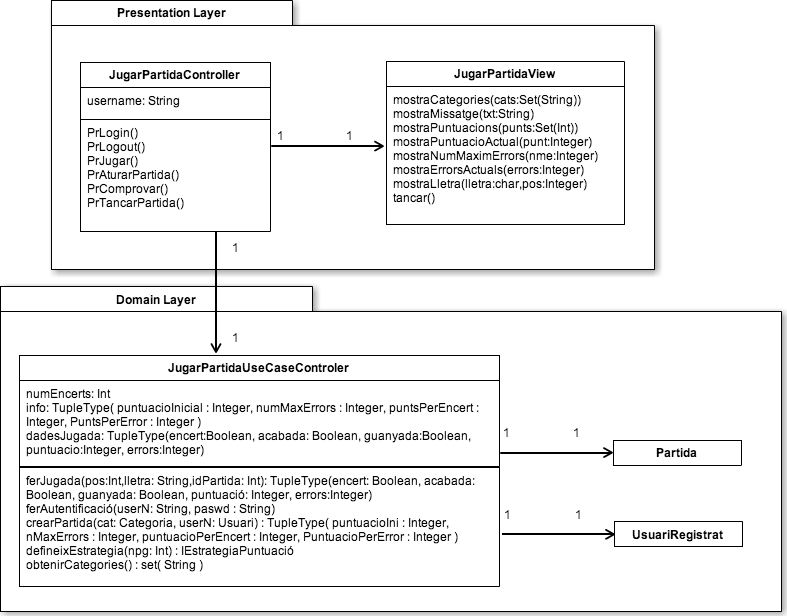 Presentation Layer
JugarPartidaController
username: String
PrLogin()
PrLogout()
PrJugar()
PrAturarPartida()
PrComprovar()
PrTancarPartida()
1
1
JugarPartidaView
mostraCategories(cats:Set(String))
mostraMissatge(txt:String)
mostraPuntuacions(punts:Set(Int))
mostraPuntuacioActual(punt:Integer)
mostraNumMaximErrors(nme:Integer)
mostraErrorsActuals(errors:Integer)
mostraLletra(lletra:char,pos:Integer)
tancar()
1
Domain Layer
1
JugarPartidaUseCaseControler
numEncerts: Int
info: TupleType( puntuacioInicial : Integer, numMaxErrors : Integer, puntsPerEncert :
Integer, PuntsPerError : Integer )
dadesJugada: TupleType(encert:Boolean, acabada: Boolean, guanyada:Boolean,
puntuacio:Integer, errors:Integer)
ferJugada(pos:Int,lletra: String,idPartida: Int): TupleType(encert: Boolean, acabada:
Boolean, guanyada: Boolean, puntuació: Integer, errors:Integer)
ferAutentificació(userN: String, paswd : String)
crearPartida(cat: Categoria, userN: Usuari) : TupleType( puntuacioIni : Integer,
nMaxErrors : Integer, puntuacioPerEncert : Integer, PuntuacioPerError : Integer )
defineixEstrategia(npg: Int) : IEstrategiaPuntuació
obtenirCategories() : set( String )
1
1
Partida
1
1
UsuariRegistrat